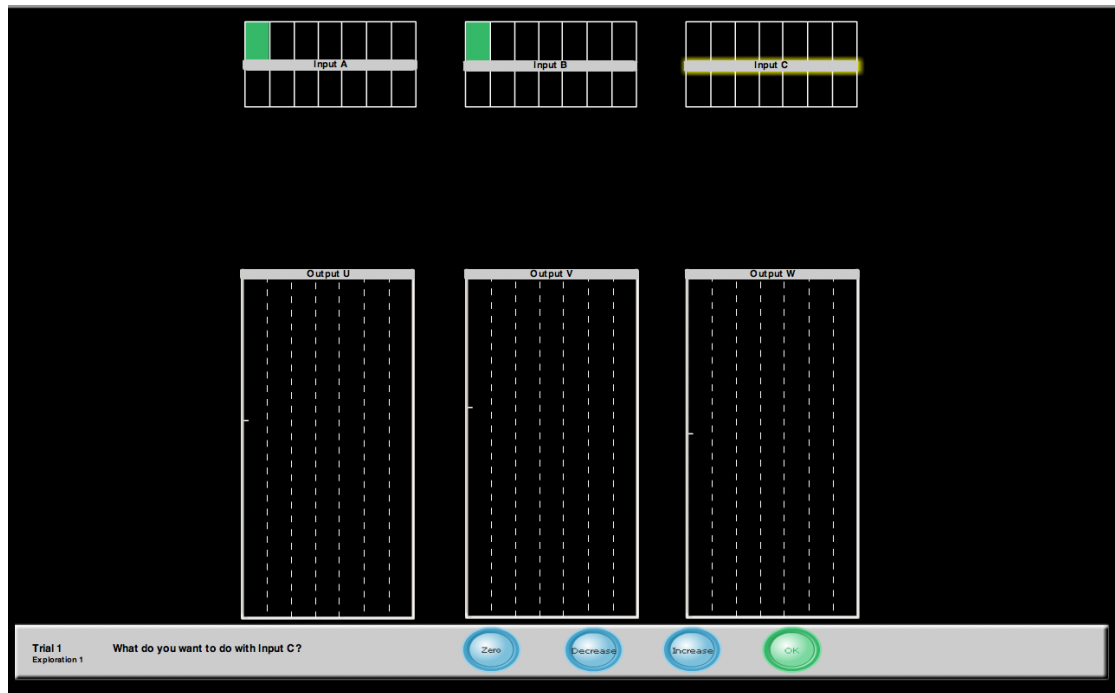 Input A
Input B
Input C
Output U
Output V
Output W
Trial 1
What do you want to do with Input C?
Exploration 1
Zero
Decrease
Increase
OK